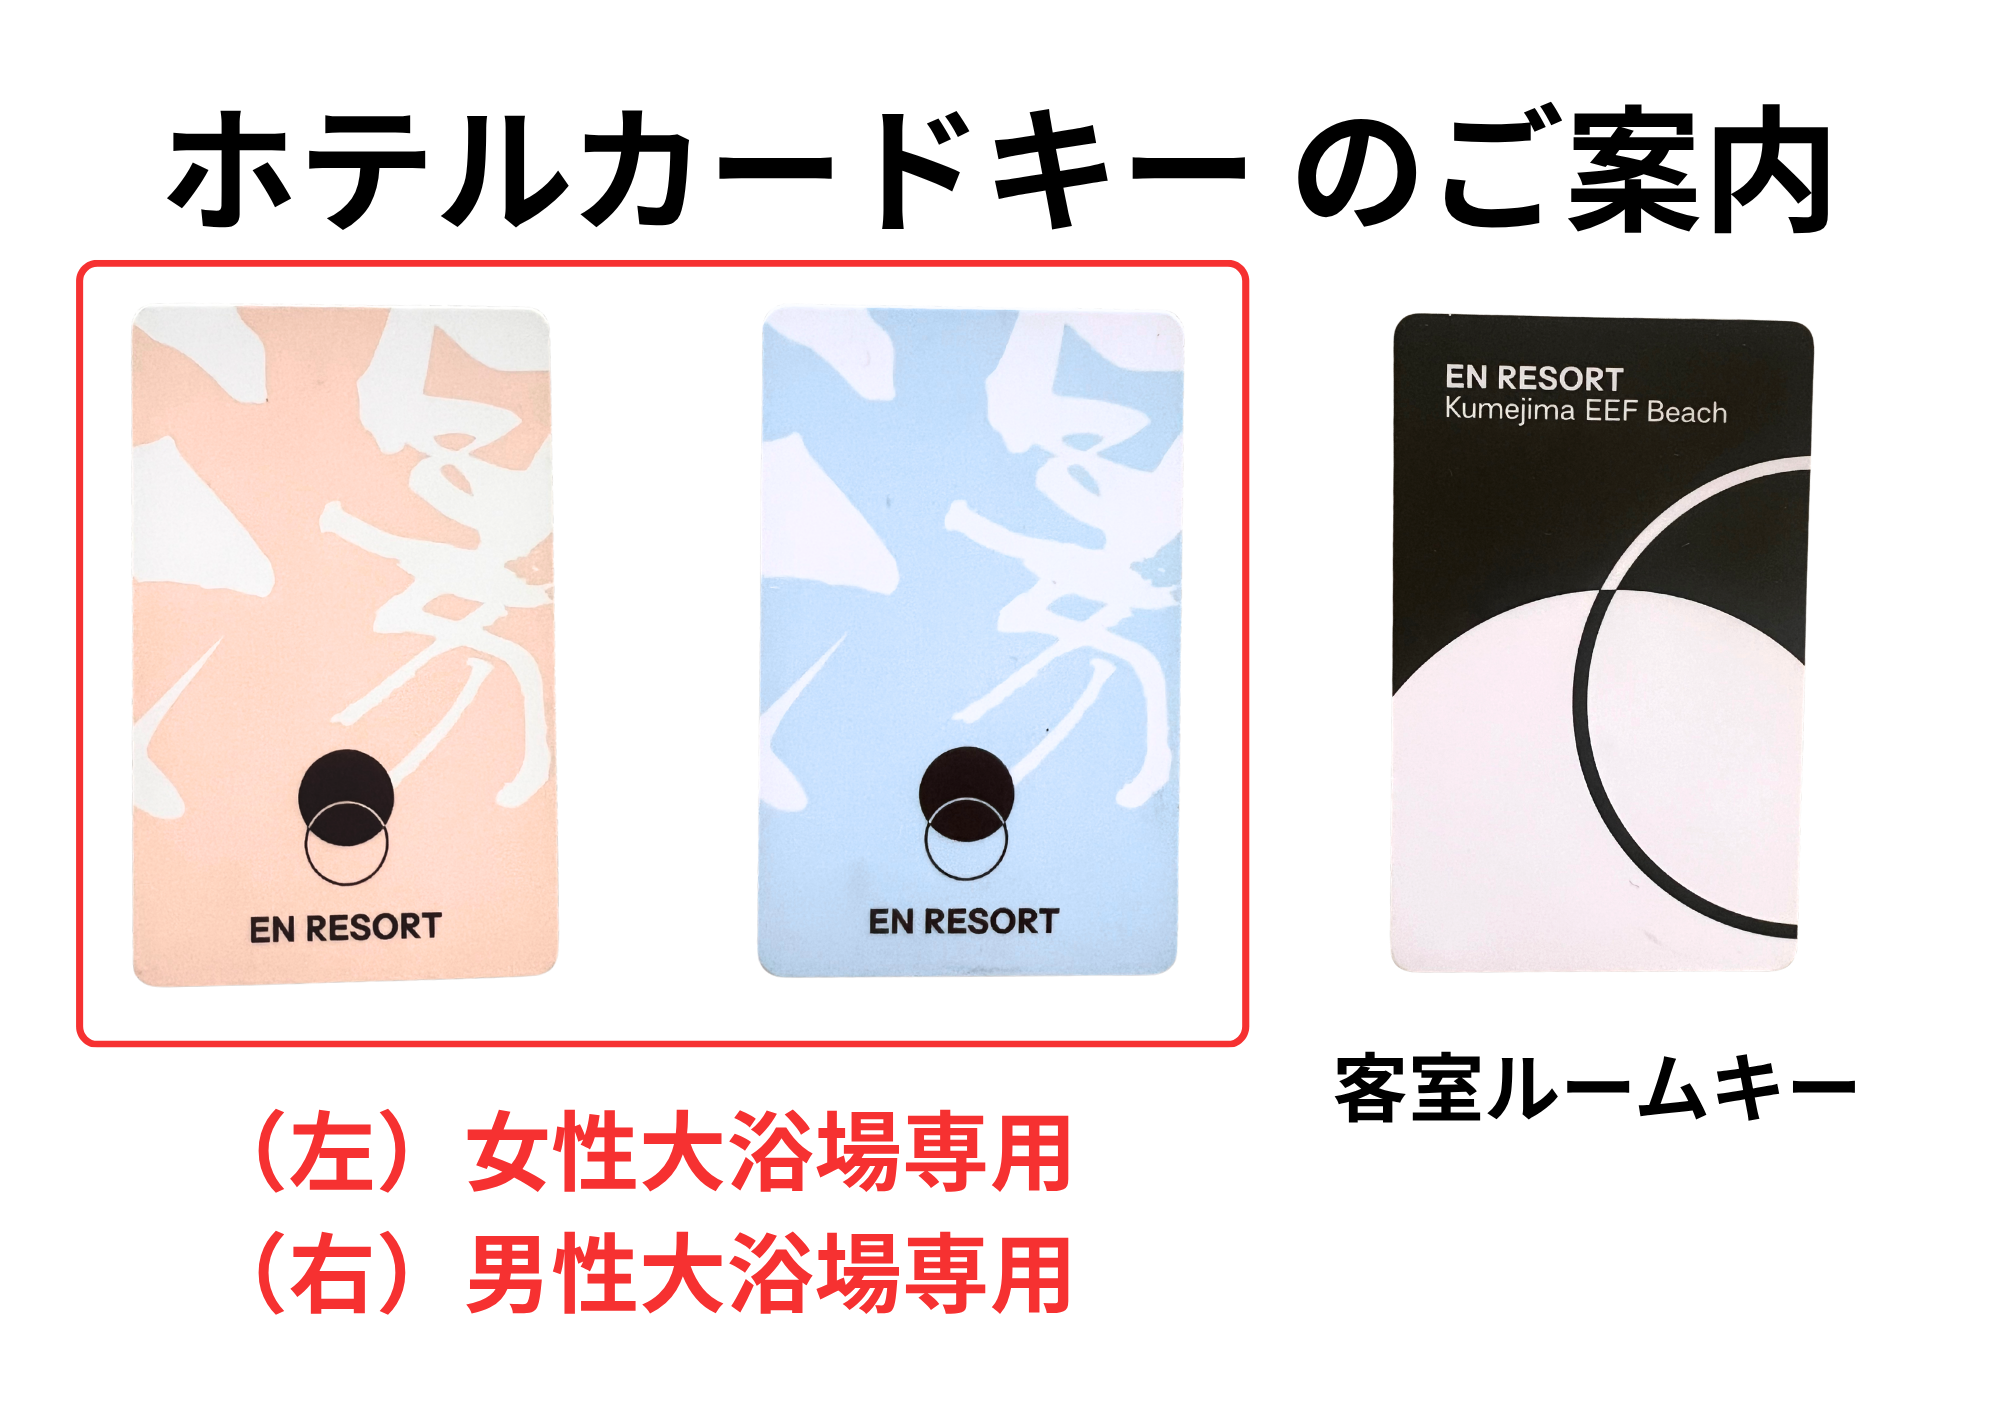 ホテルカードキー のご案内
EN RESORT
EN RESORT
EN RESORT
Kumejima EEF Beach
客室ルームキー
（左）女性大浴場専用
（右）男性大浴場専用